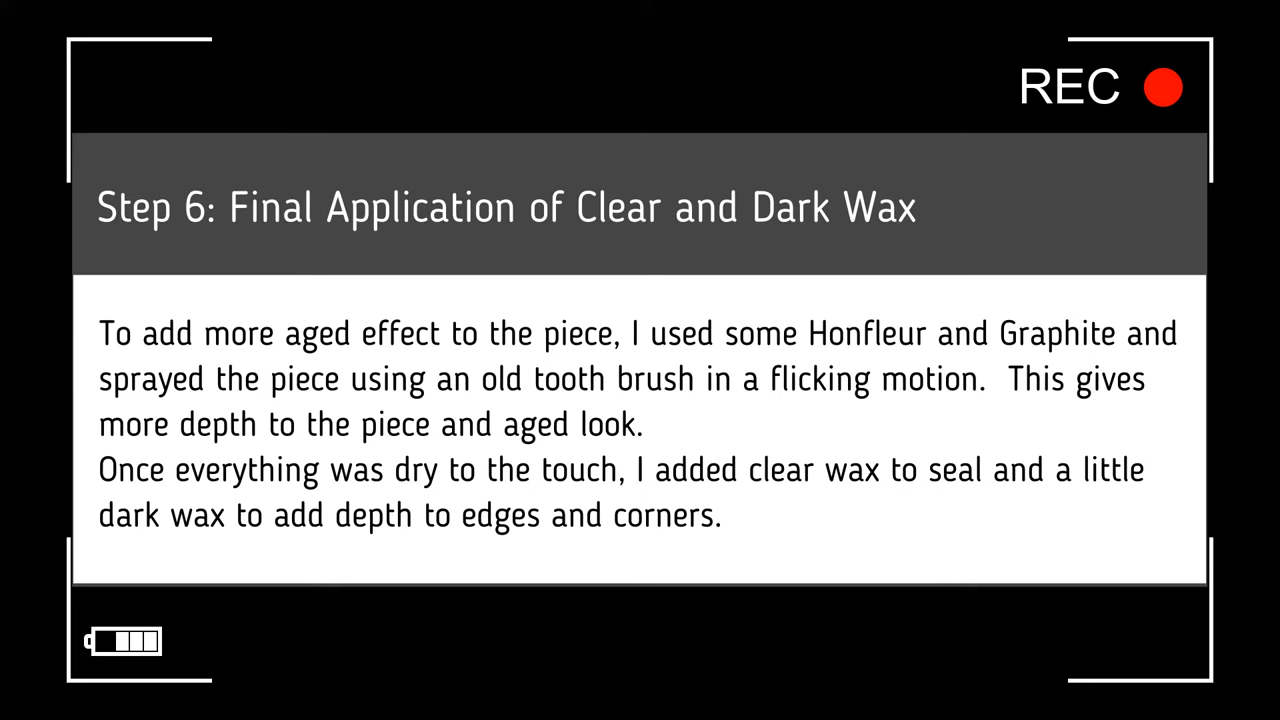 REC
Step 6: Final Application of Clear and Dark Wax
To add more aged effect to the piece, I used some Honfleur and Graphite and
sprayed the piece using an old tooth brush in a flicking motion.  This gives
more depth to the piece and aged look.
Once everything was dry to the touch, I added clear wax to seal and a little
dark wax to add depth to edges and corners.